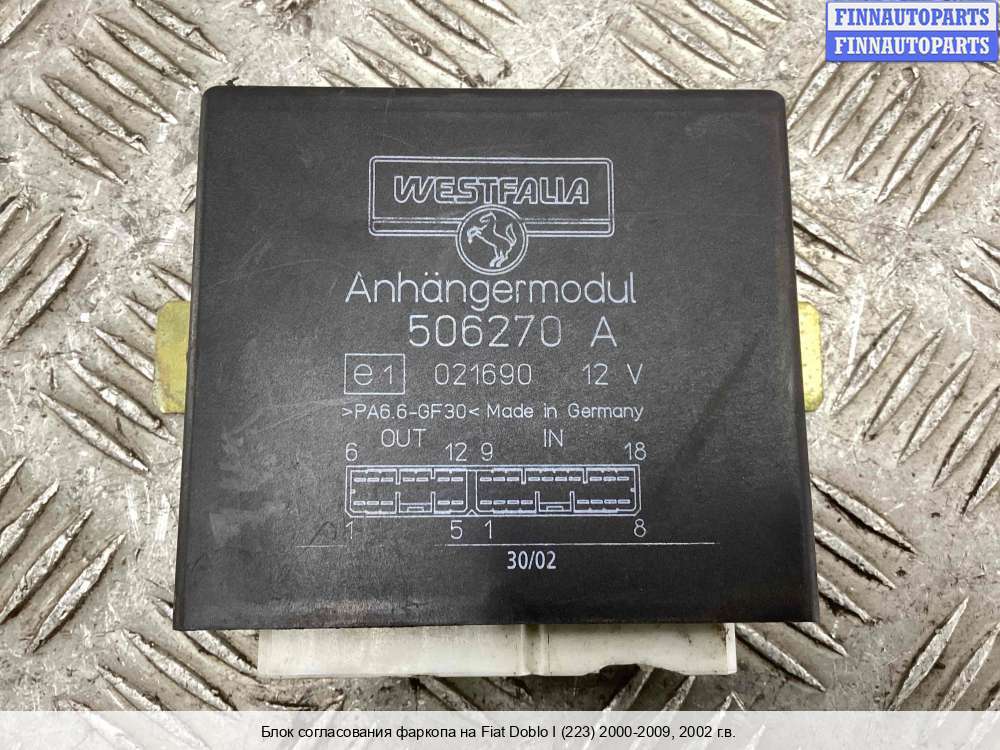 FINNAUTOPARTS
FINNAUTOPARTS
WESTFALIA
Anhängermodul
506270 A
e1 021690 12 V
>PA6.6-GF30< Made in Germany
OUT IN
6 12 9 18
1 5 1 8
30/02
Блок согласования фаркопа на Fiat Doblo I (223) 2000-2009, 2002 г.в.